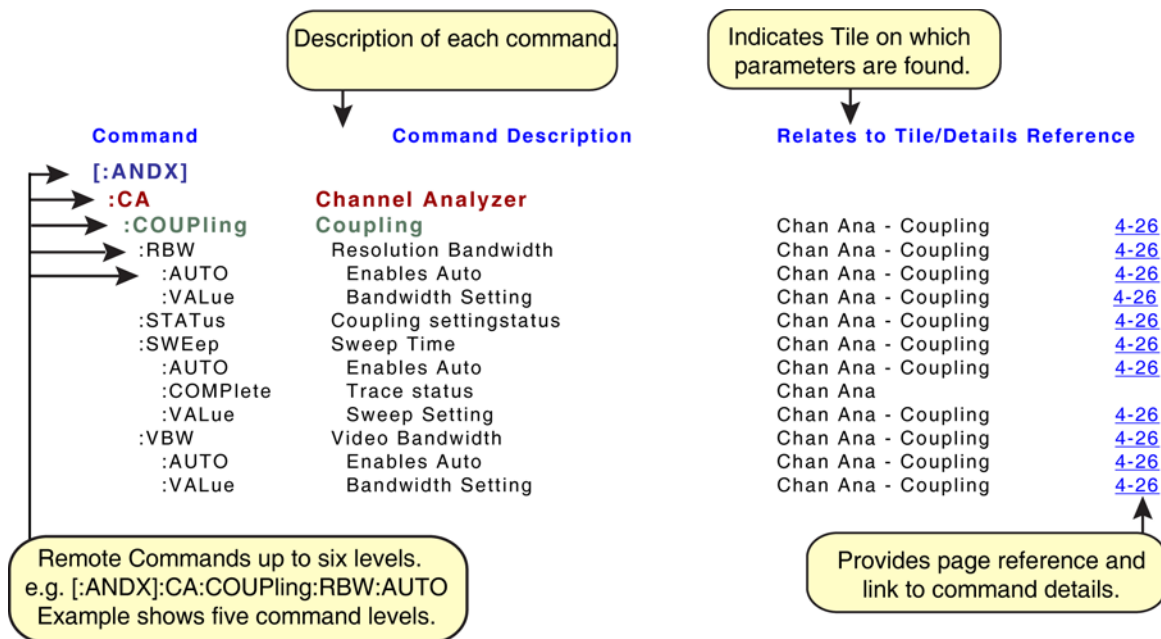 Description of each command.
Indicates Tile on which
parameters are found.
Command Command Description Relates to Tile/Details Reference
[:ANDX]
:CA Channel Analyzer
:COUPling Coupling Chan Ana - Coupling 4-26
:RBW Resolution Bandwidth Chan Ana - Coupling 4-26
:AUTO Enables Auto Chan Ana - Coupling 4-26
:VALue Bandwidth Setting Chan Ana - Coupling 4-26
:STATus Coupling settingstatus Chan Ana - Coupling 4-26
:SWEep Sweep Time Chan Ana - Coupling 4-26
:AUTO Enables Auto Chan Ana - Coupling 4-26
:COMPlete Trace status Chan Ana
:VALue Sweep Setting Chan Ana - Coupling 4-26
:VBW Video Bandwidth Chan Ana - Coupling 4-26
:AUTO Enables Auto Chan Ana - Coupling 4-26
:VALue Bandwidth Setting Chan Ana - Coupling 4-26
Remote Commands up to six levels.
e.g. [:ANDX]:CA:COUPling:RBW:AUTO
Example shows five command levels.
Provides page reference and
link to command details.